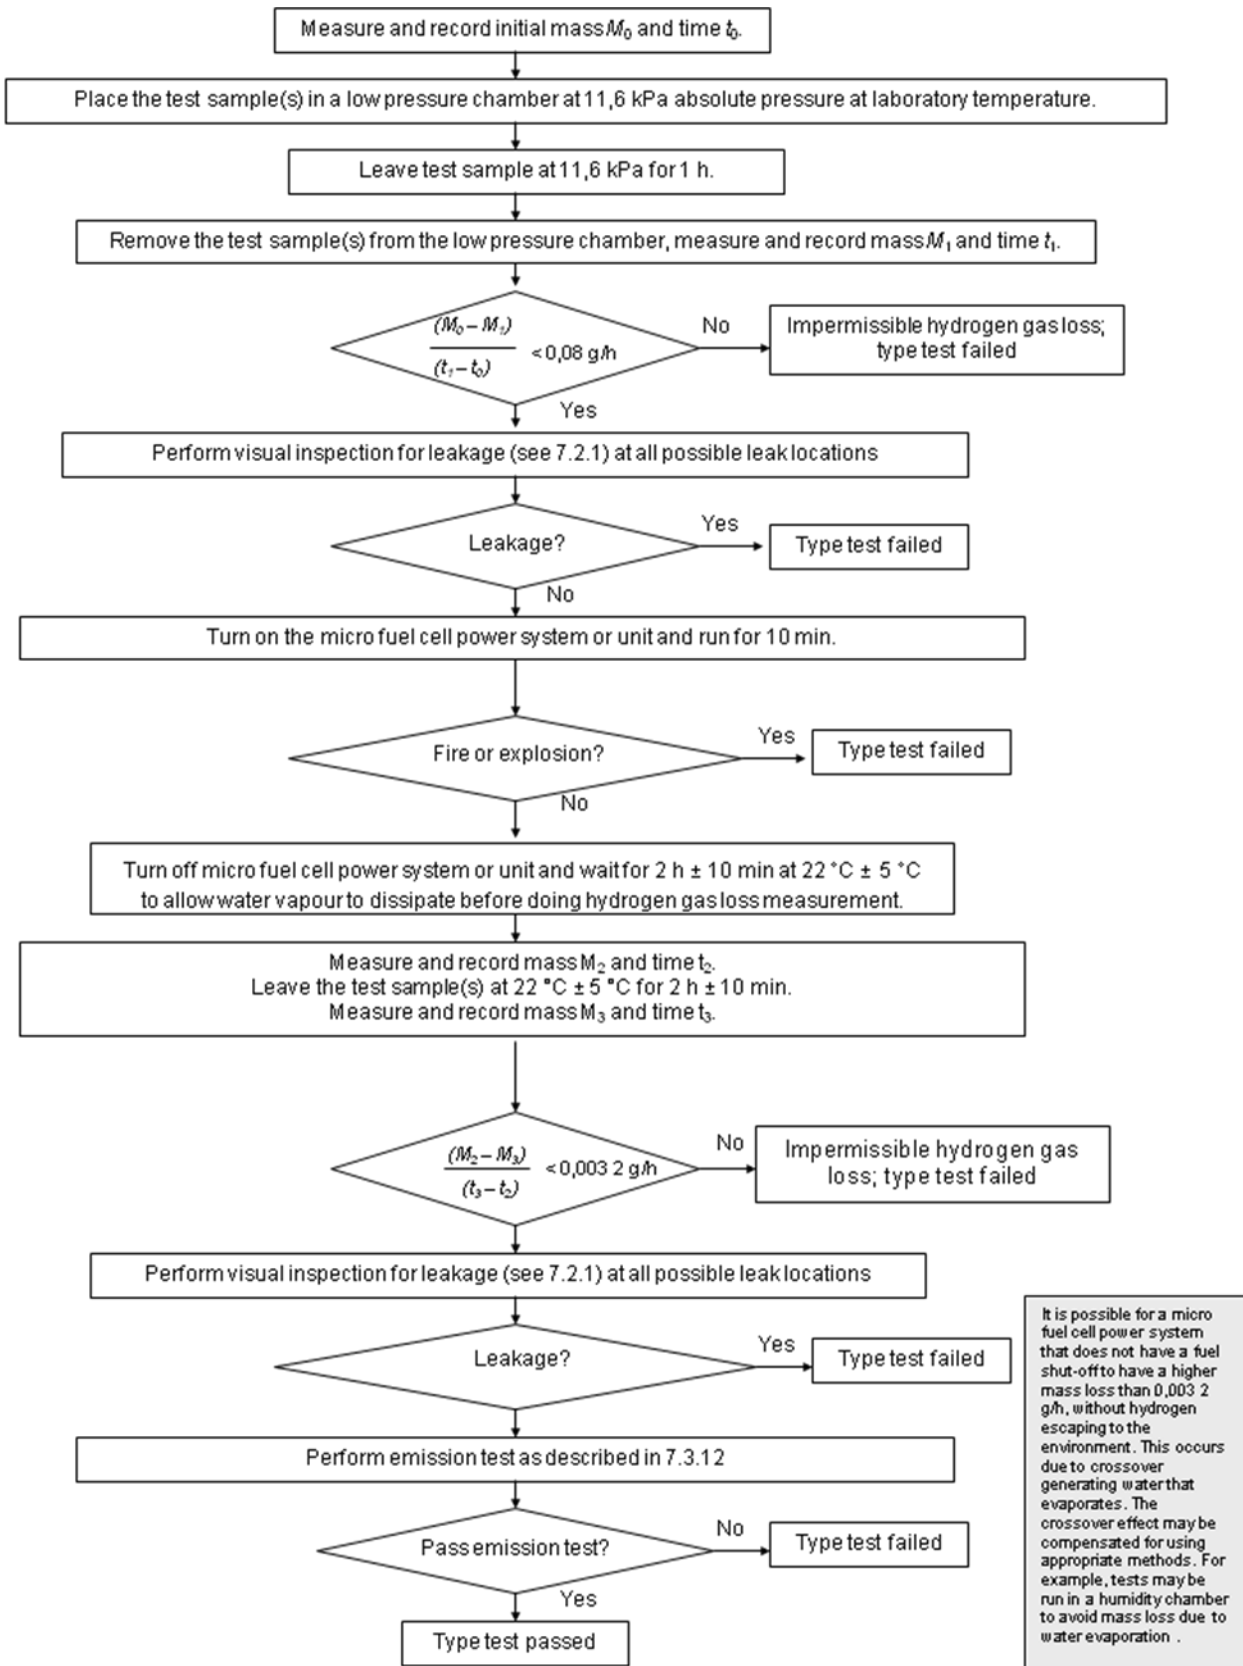 Measure and record initial mass M0 and time t0.
Place the test sample(s) in a low pressure chamber at 11,6 kPa absolute pressure at laboratory temperature.
Leave test sample at 11,6 kPa for 1 h.
Remove the test sample(s) from the low pressure chamber, measure and record mass M1 and time t1.
(M0 – M1)
(t1 – t0)
< 0,08 g/h
No
Impermissible hydrogen gas loss;
type test failed
Yes
Perform visual inspection for leakage (see 7.2.1) at all possible leak locations
Leakage?
Yes
Type test failed
No
Turn on the micro fuel cell power system or unit and run for 10 min.
Fire or explosion?
Yes
Type test failed
No
Turn off micro fuel cell power system or unit and wait for 2 h ± 10 min at 22 °C ± 5 °C
to allow water vapour to dissipate before doing hydrogen gas loss measurement.
Measure and record mass M2 and time t2.
Leave the test sample(s) at 22 °C ± 5 °C for 2 h ± 10 min.
Measure and record mass M3 and time t3.
(M2 – M3)
(t3 – t2)
< 0,003 2 g/h
No
Impermissible hydrogen gas
loss; type test failed
Perform visual inspection for leakage (see 7.2.1) at all possible leak locations
Leakage?
Yes
Type test failed
Perform emission test as described in 7.3.12
Pass emission test?
No
Type test failed
Yes
Type test passed
It is possible for a micro
fuel cell power system
that does not have a fuel
shut-off to have a higher
mass loss than 0,003 2
g/h, without hydrogen
escaping to the
environment. This occurs
due to crossover
generating water that
evaporates. The
crossover effect may be
compensated for using
appropriate methods. For
example, tests may be
run in a humidity chamber
to avoid mass loss due to
water evaporation .